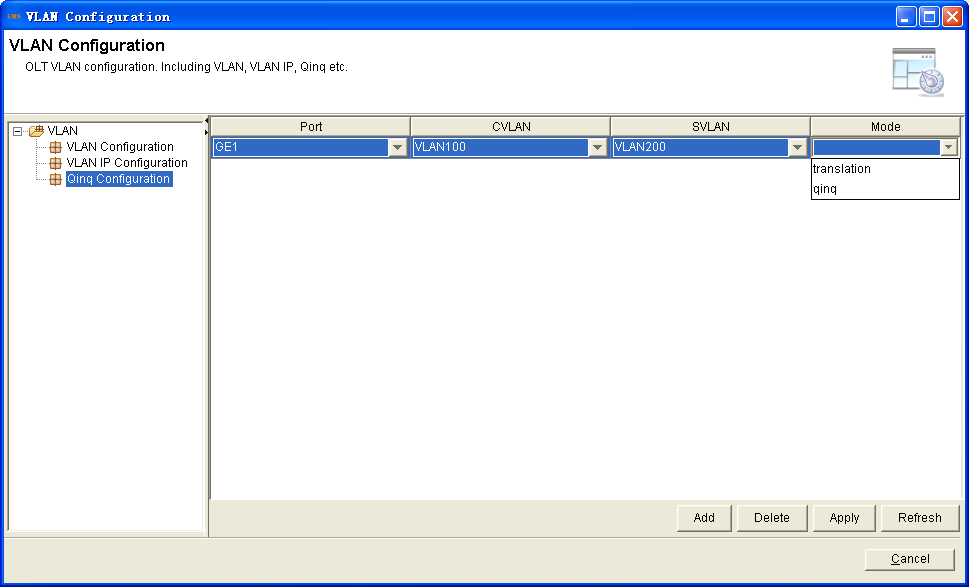 EMS VLAN Configuration
VLAN Configuration
OLT VLAN configuration. Including VLAN, VLAN IP, Qinq etc.
VLAN
VLAN Configuration
VLAN IP Configuration
Qinq Configuration
Port CVLAN SVLAN Mode
GE1 VLAN100 VLAN200
translation
qinq
Add Delete Apply Refresh
Cancel